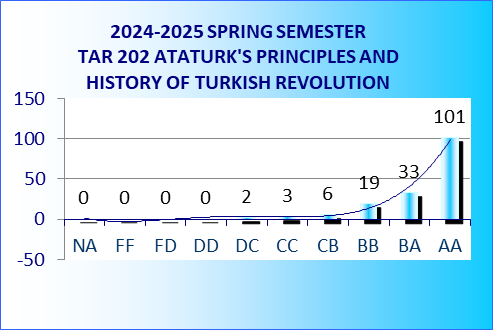 2024-2025 SPRING SEMESTER
TAR 202 ATATURK'S PRINCIPLES AND
HISTORY OF TURKISH REVOLUTION
150
100
50
0
-50
0 0 0 0 2 3 6 19 33 101
NA FF FD DD DC CC CB BB BA AA